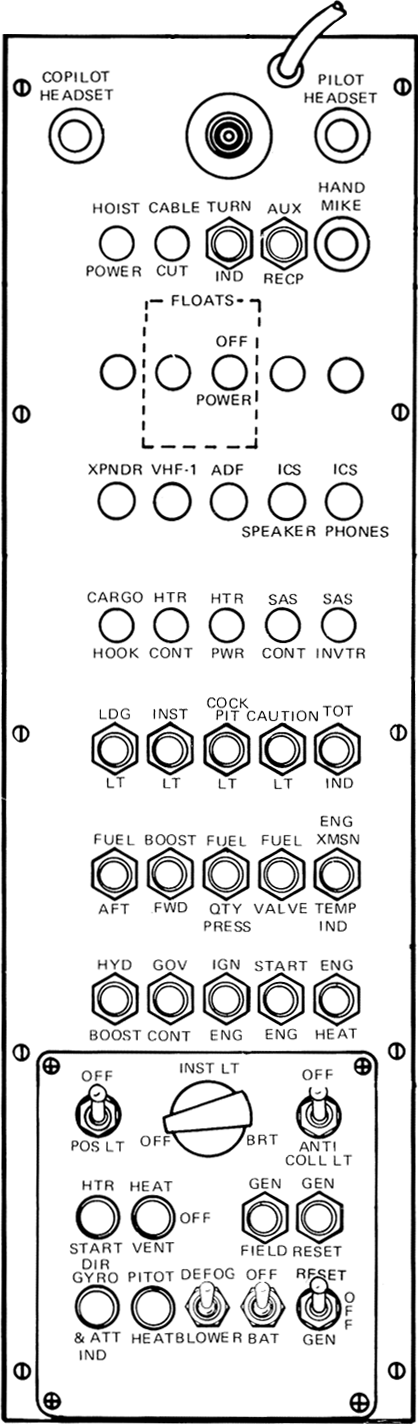 COPILOT HEADSET
PILOT HEADSET
HAND MIKE
HOIST CABLE TURN AUX
POWER CUT IND RECP
FLOATS
OFF
POWER
XPNDR VHF-1 ADF ICS ICS
SPEAKER PHONES
CARGO HTR HTR SAS SAS
HOOK CONT PWR CONT INVTR
LDG INST COCK PIT CAUTION TOT
LT LT LT LT IND
FUEL BOOST FUEL FUEL ENG XMSN
AFT FWD QTY PRESS VALVE TEMP IND
HYD GOV IGN START ENG
BOOST CONT ENG ENG HEAT
INST LT
OFF OFF
OFF BRT
POS LT ANTI COLL LT
HTR HEAT GEN GEN
OFF
START VENT FIELD RESET
DIR GYRO PITOT DEFOG OFF RESET
OFF
& ATT IND HEAT BLOWER BAT GEN